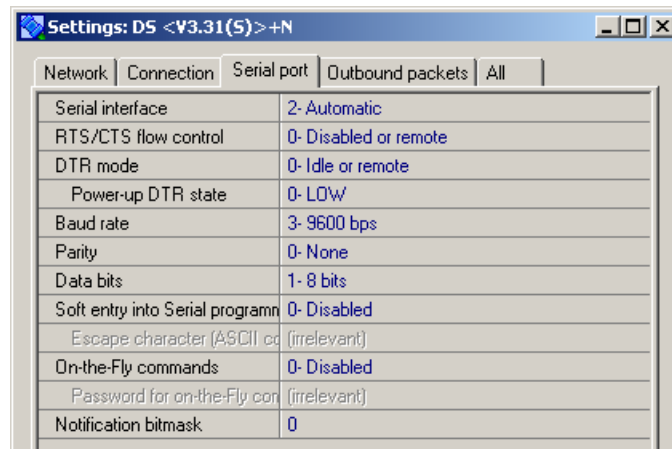 Settings: DS <V3.31(S)>+N
Network Connection Serial port Outbound packets All
Serial interface 2- Automatic
RTS/CTS flow control 0- Disabled or remote
DTR mode 0- Idle or remote
Power-up DTR state 0- LOW
Baud rate 3- 9600 bps
Parity 0- None
Data bits 1- 8 bits
Soft entry into Serial programm 0- Disabled
Escape character (ASCII co (irrelevant)
On-the-Fly commands 0- Disabled
Password for on-the-Fly con (irrelevant)
Notification bitmask 0